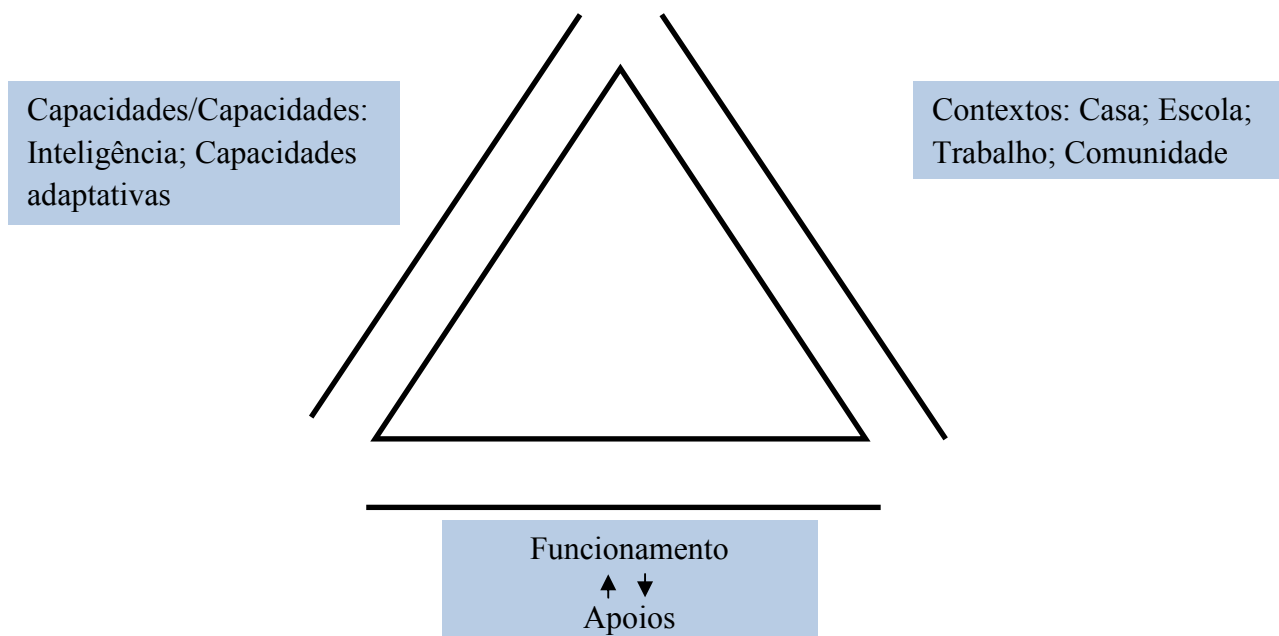 Capacidades/Capacidades:
Inteligência; Capacidades
adaptativas
Contextos: Casa; Escola;
Trabalho; Comunidade
Funcionamento
Apoios